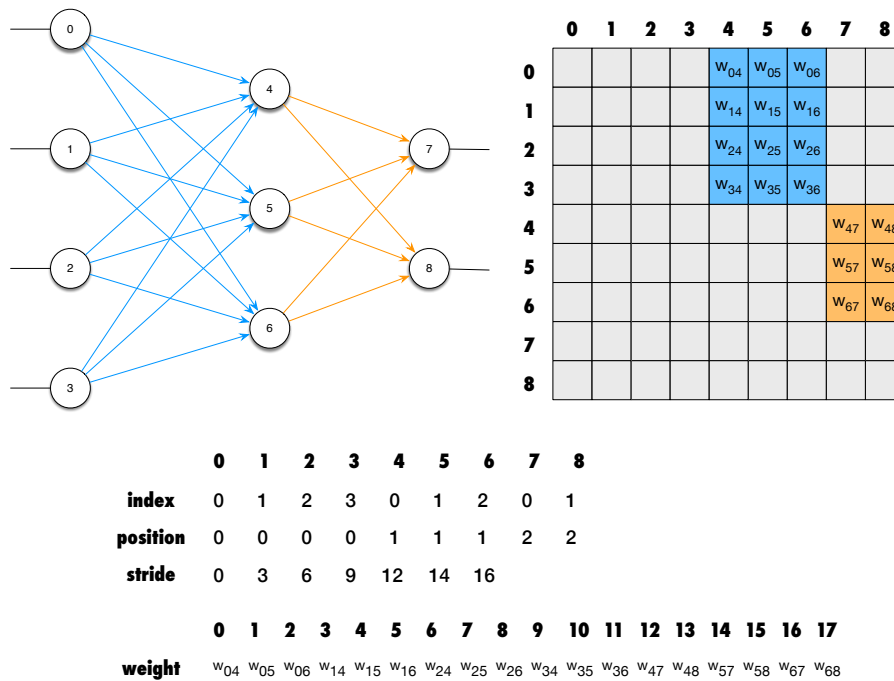 0
1
2
3
4
5
6
7
8
0 1 2 3 4 5 6 7 8
0 w04 w05 w06
1 w14 w15 w16
2 w24 w25 w26
3 w34 w35 w36
4 w47 w48
5 w57 w58
6 w67 w68
7
8
0 1 2 3 4 5 6 7 8
index 0 1 2 3 0 1 2 0 1
position 0 0 0 0 1 1 1 2 2
stride 0 3 6 9 12 14 16
0 1 2 3 4 5 6 7 8 9 10 11 12 13 14 15 16 17
weight w04 w05 w06 w14 w15 w16 w24 w25 w26 w34 w35 w36 w47 w48 w57 w58 w67 w68